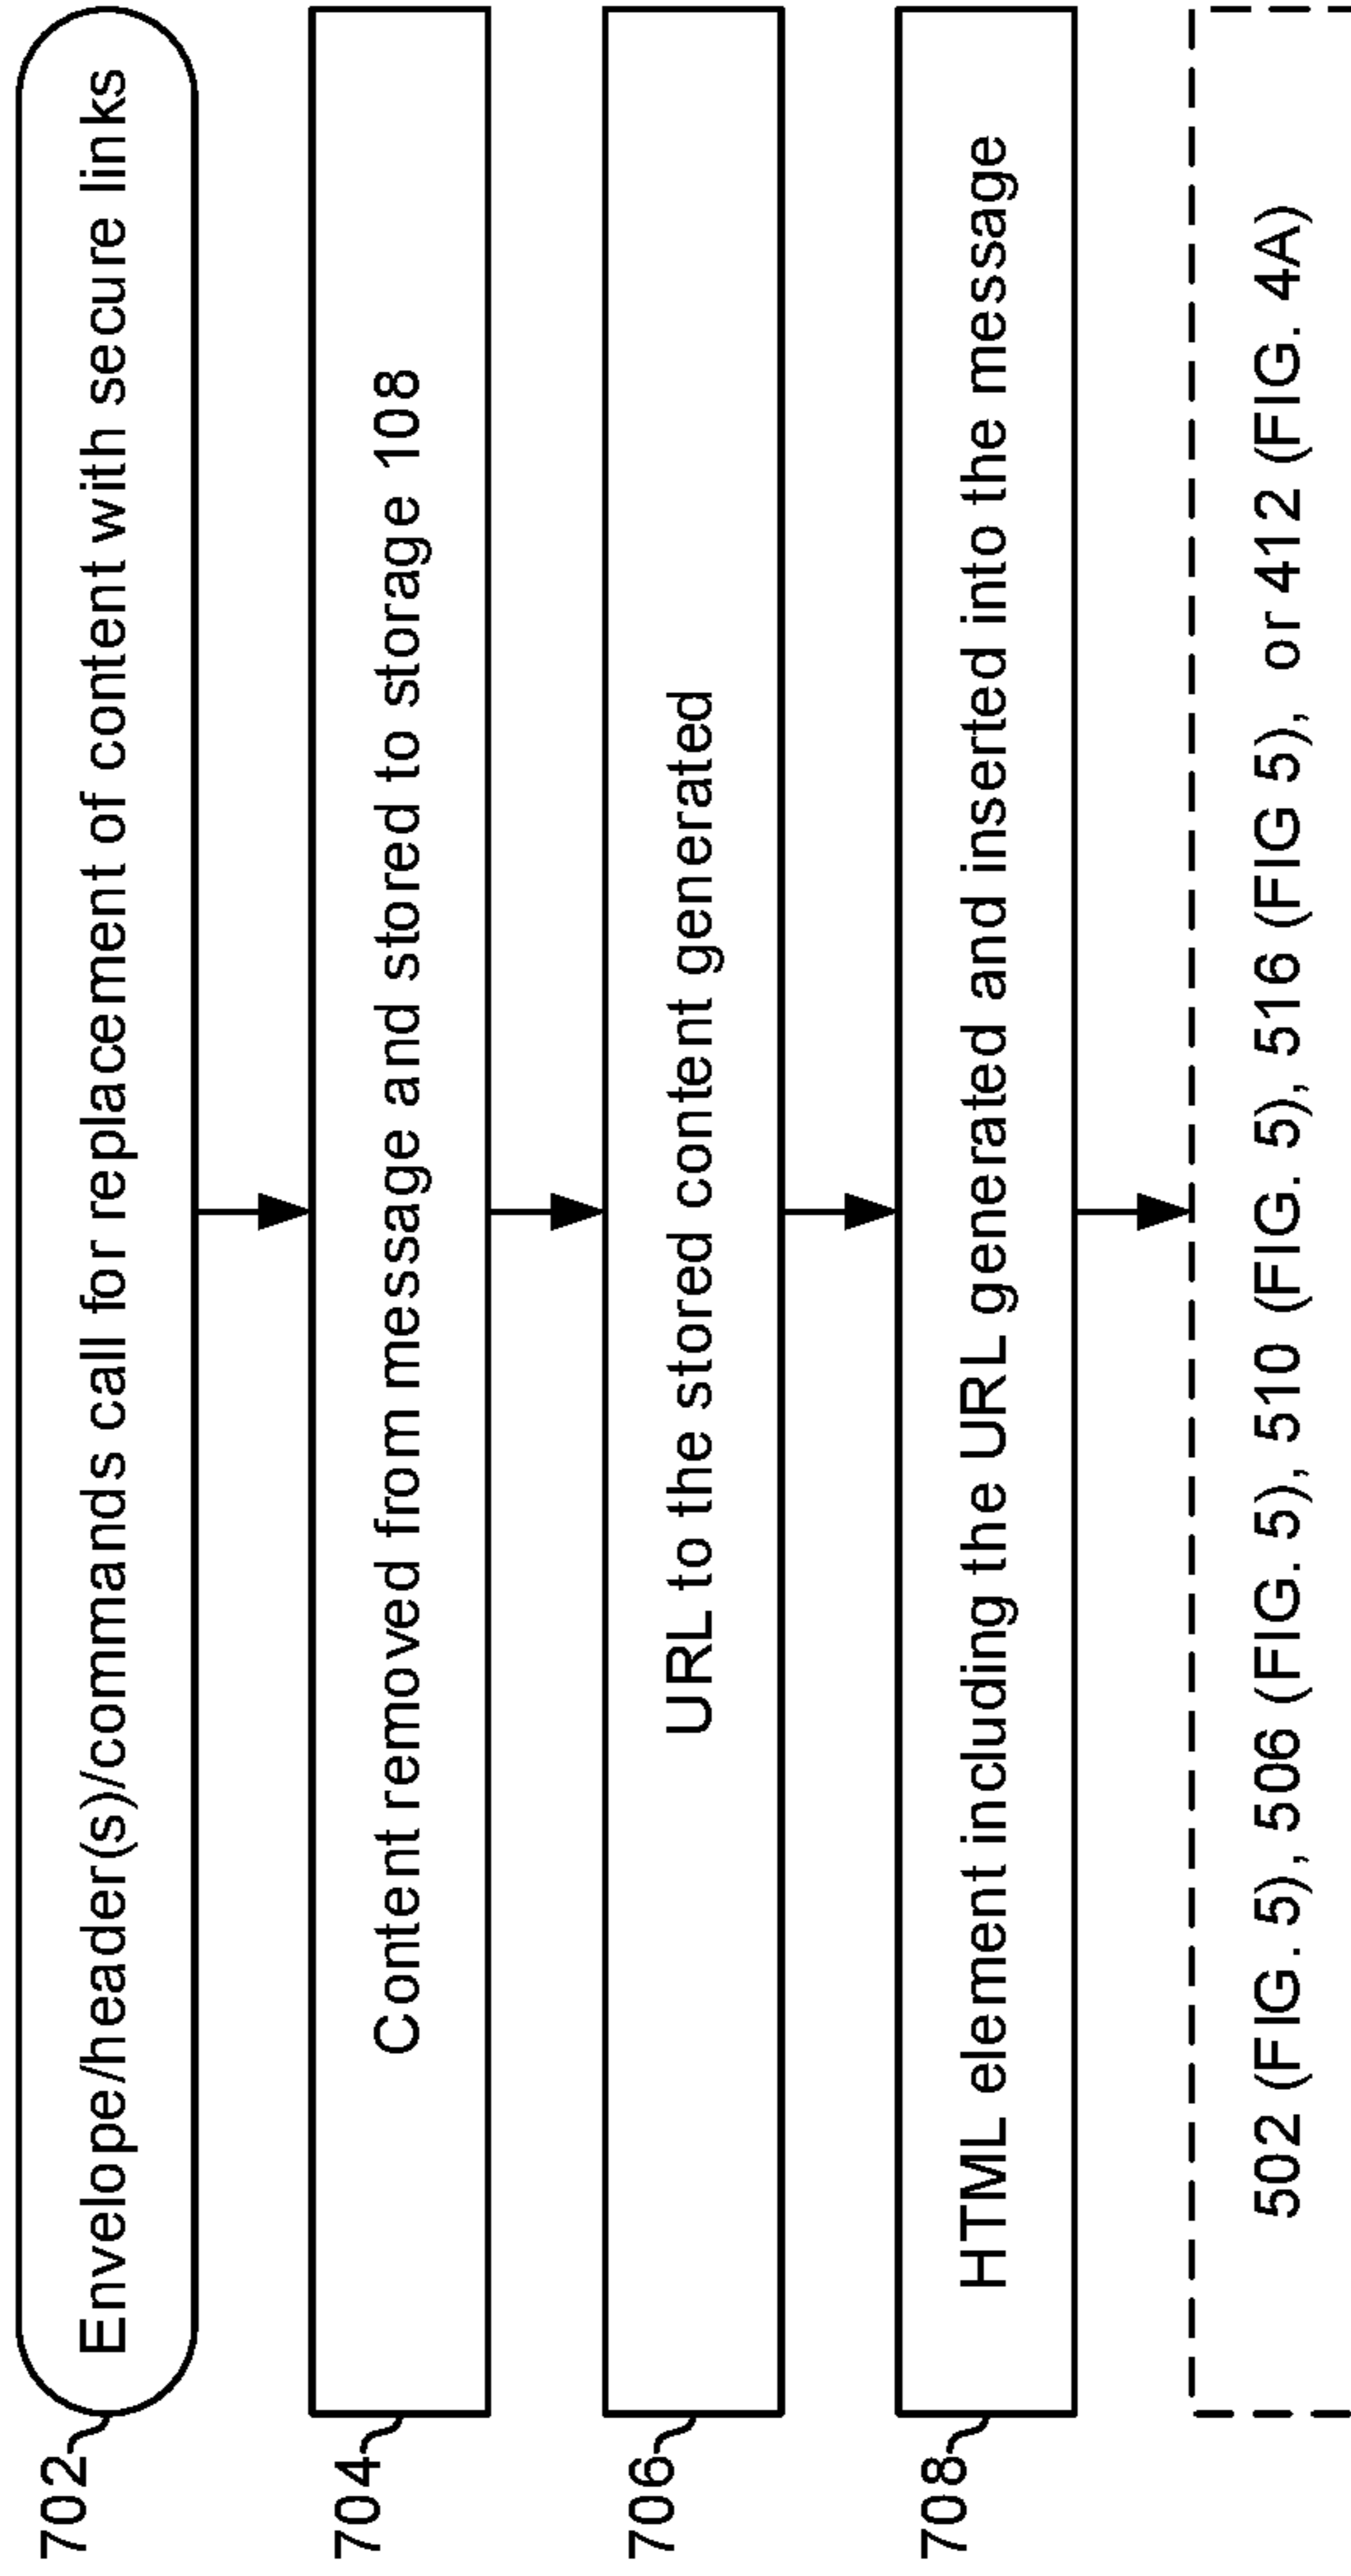 702
Envelope/header(s)/commands call for replacement of content with secure links
704
Content removed from message and stored to storage 108
706
URL to the stored content generated
708
HTML element including the URL generated and inserted into the message
502 (FIG. 5), 506 (FIG. 5), 510 (FIG. 5), 516 (FIG 5), or 412 (FIG. 4A)